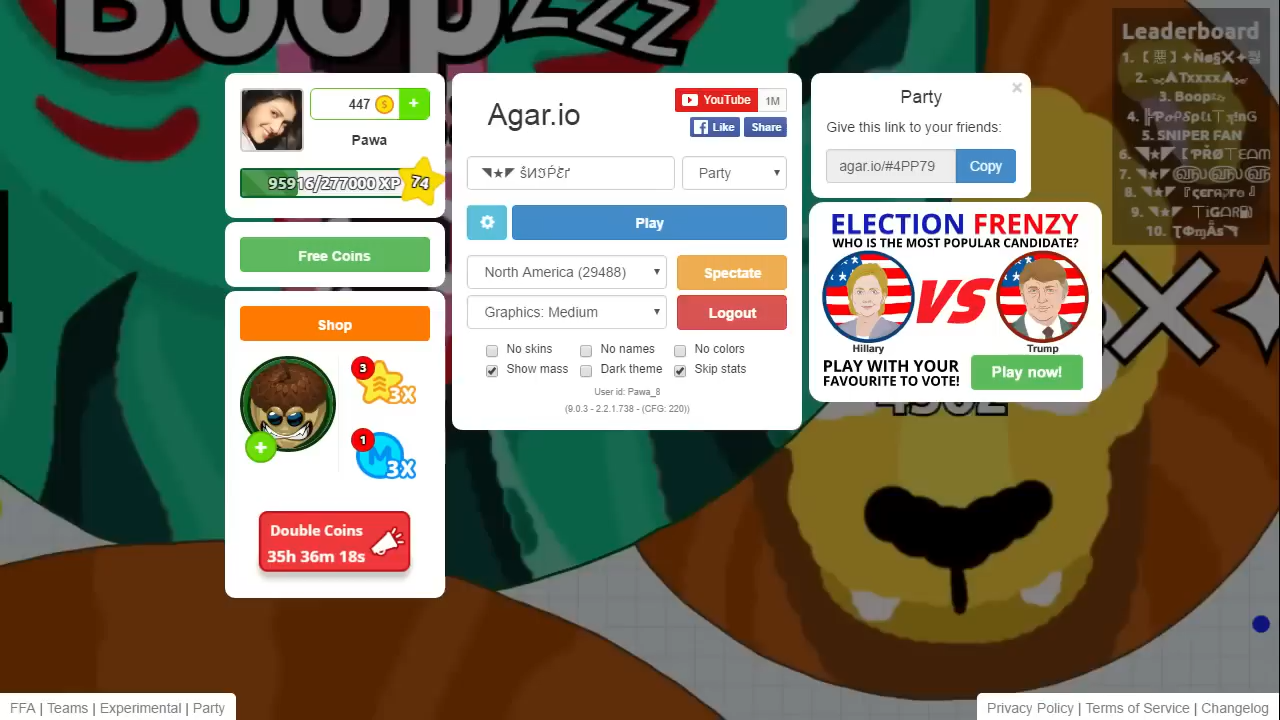 Boopzzz
Leaderboard
3. Boopzzz
5. SNIPER FAN
447
+
Pawa
95916/277000 XP
74
Free Coins
Shop
3
3X
1
M
3X
+
Double Coins
35h 36m 18s
Agar.io
YouTube 1M
Like Share
Party
Play
North America (29488)
Spectate
Graphics: Medium
Logout
No skins No names No colors
Show mass Dark theme Skip stats
User id: Pawa_8
(9.0.3 - 2.2.1.738 - (CFG: 220))
Party ×
Give this link to your friends:
agar.io/#4PP79 Copy
ELECTION FRENZY
WHO IS THE MOST POPULAR CANDIDATE?
VS
Hillary Trump
PLAY WITH YOUR
FAVOURITE TO VOTE!
Play now!
FFA | Teams | Experimental | Party
Privacy Policy | Terms of Service | Changelog